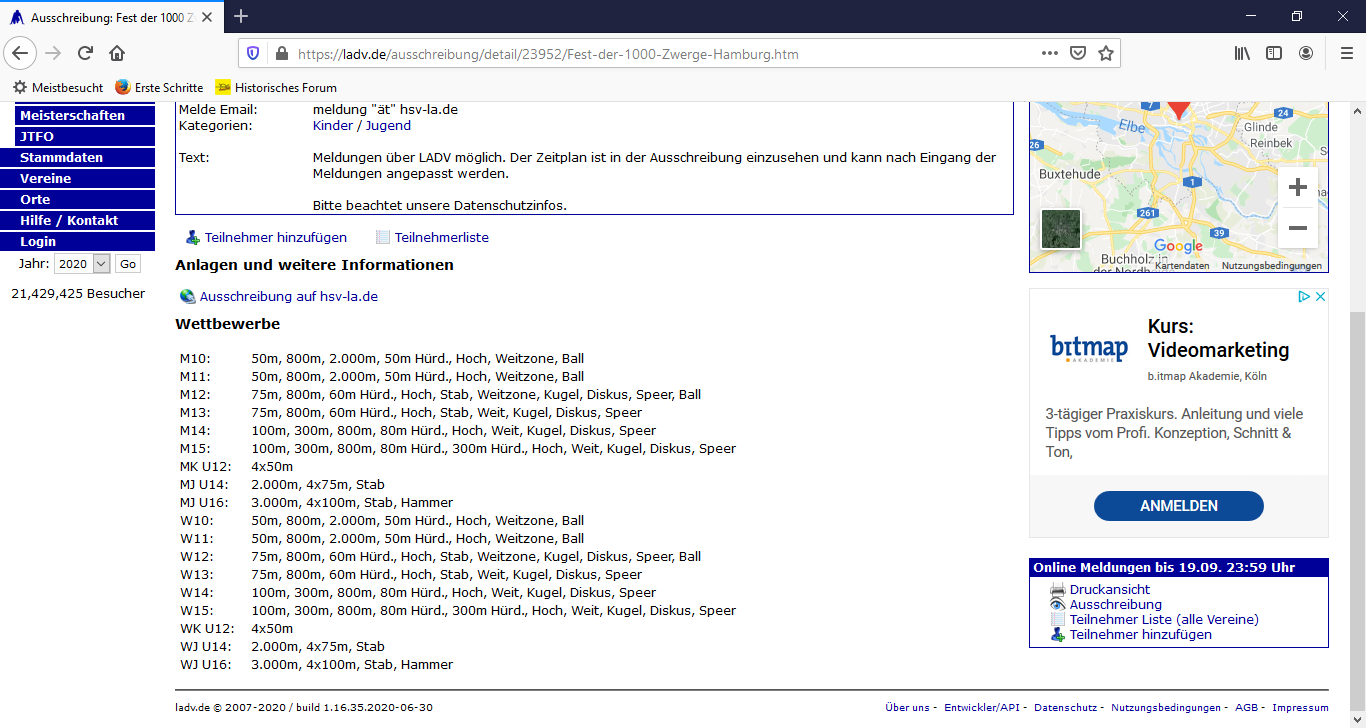 Ausschreibung: Fest der 1000 Z
https://ladv.de/ausschreibung/detail/23952/Fest-der-1000-Zwerge-Hamburg.htm
Meistbesucht Erste Schritte Historisches Forum
Meisterschaften
JTFO
Stammdaten
Vereine
Orte
Hilfe / Kontakt
Login
Jahr: 2020 Go
21,429,425 Besucher
Melde Email: meldung "ät" hsv-la.de
Kategorien: Kinder / Jugend
Text: Meldungen über LADV möglich. Der Zeitplan ist in der Ausschreibung einzusehen und kann nach Eingang der
Meldungen angepasst werden.
Bitte beachtet unsere Datenschutzinfos.
Teilnehmer hinzufügen Teilnehmerliste
Anlagen und weitere Informationen
Ausschreibung auf hsv-la.de
Wettbewerbe
M10: 50m, 800m, 2.000m, 50m Hürd., Hoch, Weitzone, Ball
M11: 50m, 800m, 2.000m, 50m Hürd., Hoch, Weitzone, Ball
M12: 75m, 800m, 60m Hürd., Hoch, Stab, Weitzone, Kugel, Diskus, Speer, Ball
M13: 75m, 800m, 60m Hürd., Hoch, Stab, Weit, Kugel, Diskus, Speer
M14: 100m, 300m, 800m, 80m Hürd., Hoch, Weit, Kugel, Diskus, Speer
M15: 100m, 300m, 800m, 80m Hürd., 300m Hürd., Hoch, Weit, Kugel, Diskus, Speer
MK U12: 4x50m
MJ U14: 2.000m, 4x75m, Stab
MJ U16: 3.000m, 4x100m, Stab, Hammer
W10: 50m, 800m, 2.000m, 50m Hürd., Hoch, Weitzone, Ball
W11: 50m, 800m, 2.000m, 50m Hürd., Hoch, Weitzone, Ball
W12: 75m, 800m, 60m Hürd., Hoch, Stab, Weitzone, Kugel, Diskus, Speer, Ball
W13: 75m, 800m, 60m Hürd., Hoch, Stab, Weit, Kugel, Diskus, Speer
W14: 100m, 300m, 800m, 80m Hürd., Hoch, Weit, Kugel, Diskus, Speer
W15: 100m, 300m, 800m, 80m Hürd., 300m Hürd., Hoch, Weit, Kugel, Diskus, Speer
WK U12: 4x50m
WJ U14: 2.000m, 4x75m, Stab
WJ U16: 3.000m, 4x100m, Stab, Hammer
7
24
Elbe
Glinde
Reinbek
26
Buxtehude
1
261
39
Google
Buchholz in
der Nordh
Kartendaten Nutzungsbedingungen
Kurs:
Videomarketing
bitmap
AKADEMIE
b.itmap Akademie, Köln
3-tägiger Praxiskurs. Anleitung und viele
Tipps vom Profi. Konzeption, Schnitt &
Ton,
ANMELDEN
Online Meldungen bis 19.09. 23:59 Uhr
Druckansicht
Ausschreibung
Teilnehmer Liste (alle Vereine)
Teilnehmer hinzufügen
ladv.de © 2007-2020 / build 1.16.35.2020-06-30
Über uns - Entwickler/API - Datenschutz - Nutzungsbedingungen - AGB - Impressum